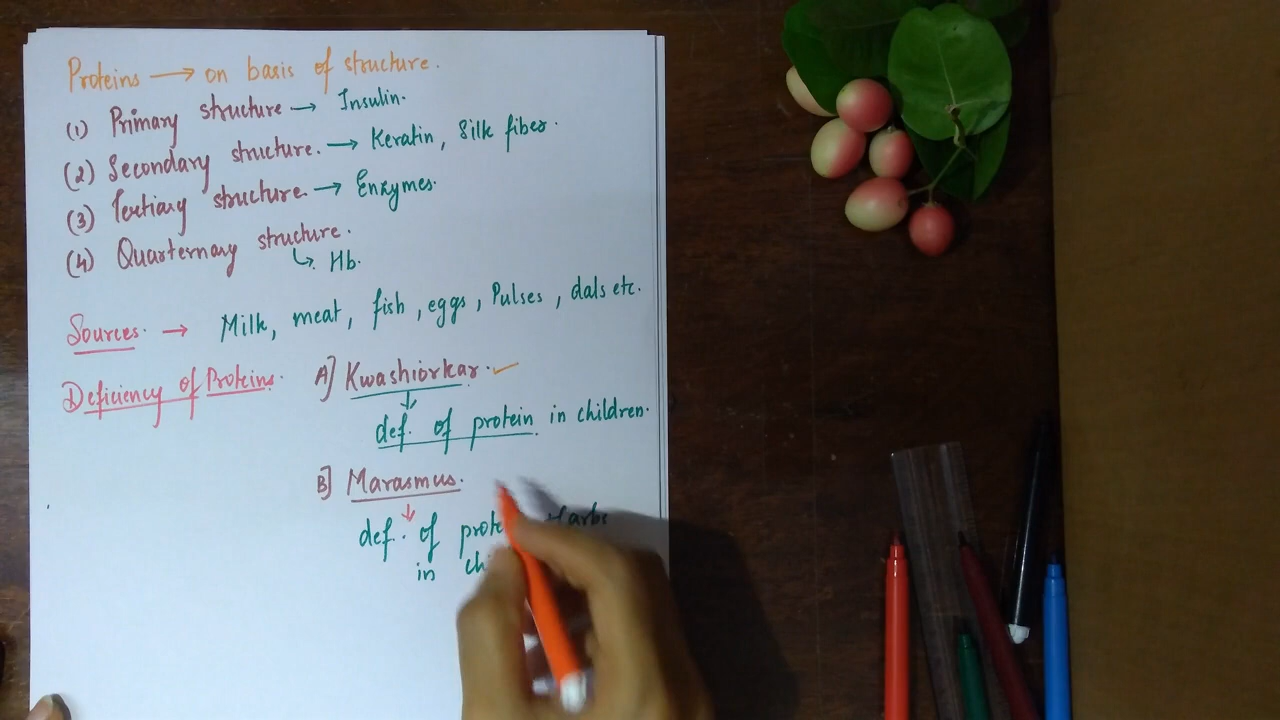 Proteins → on basis of structure.
(1) Primary structure → Insulin.
(2) Secondary structure. → Keratin, Silk fiber.
(3) Tertiary structure → Enzymes.
(4) Quarternary structure.
↳ Hb.
Sources. → Milk, meat, fish, eggs, Pulses, dals etc.
Deficiency of Proteins. A] Kwashiorkar.
↓
def. of protein in children.
B] Marasmus.
↓
def. of
in